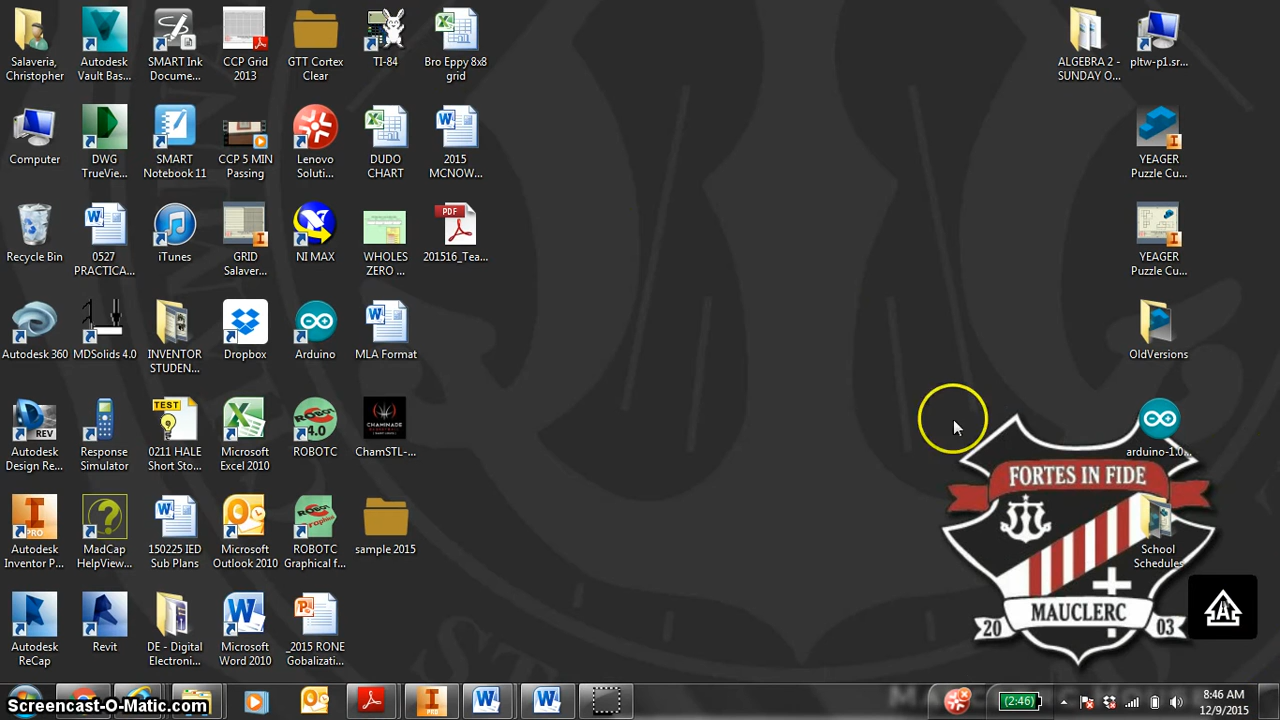 Salaveria,
Christopher
Autodesk
Vault Bas...
SMART Ink
Docume...
CCP Grid
2013
GTT Cortex
Clear
TI-84
Bro Eppy 8x8
grid
ALGEBRA 2 -
SUNDAY O...
pltw-p1.sr...
Computer
DWG
TrueVie...
SMART
Notebook 11
CCP 5 MIN
Passing
Lenovo
Soluti...
DUDO
CHART
2015
MCNOW...
YEAGER
Puzzle Cu...
Recycle Bin
0527
PRACTICA...
iTunes
GRID
Salaver...
NI MAX
WHOLES
ZERO ...
PDF
201516_Tea...
YEAGER
Puzzle Cu...
Autodesk 360
MDSolids 4.0
INVENTOR
STUDEN...
Dropbox
Arduino
MLA Format
OldVersions
REV
Autodesk
Design Re...
Response
Simulator
TEST
0211 HALE
Short Sto...
Microsoft
Excel 2010
4.0
ROBOTC
CHAMINADE
ChamSTL-...
arduino-1.0...
PRO
Autodesk
Inventor P...
MadCap
HelpView...
150225 IED
Sub Plans
Microsoft
Outlook 2010
ROBOTC
Graphical f...
sample 2015
School
Schedules
Autodesk
ReCap
Revit
DE - Digital
Electroni...
Microsoft
Word 2010
_2015 RONE
Gobalizati...
FORTES IN FIDE
MAUCLERC
20 03
Screencast-O-Matic.com
(2:46)
8:46 AM
12/9/2015